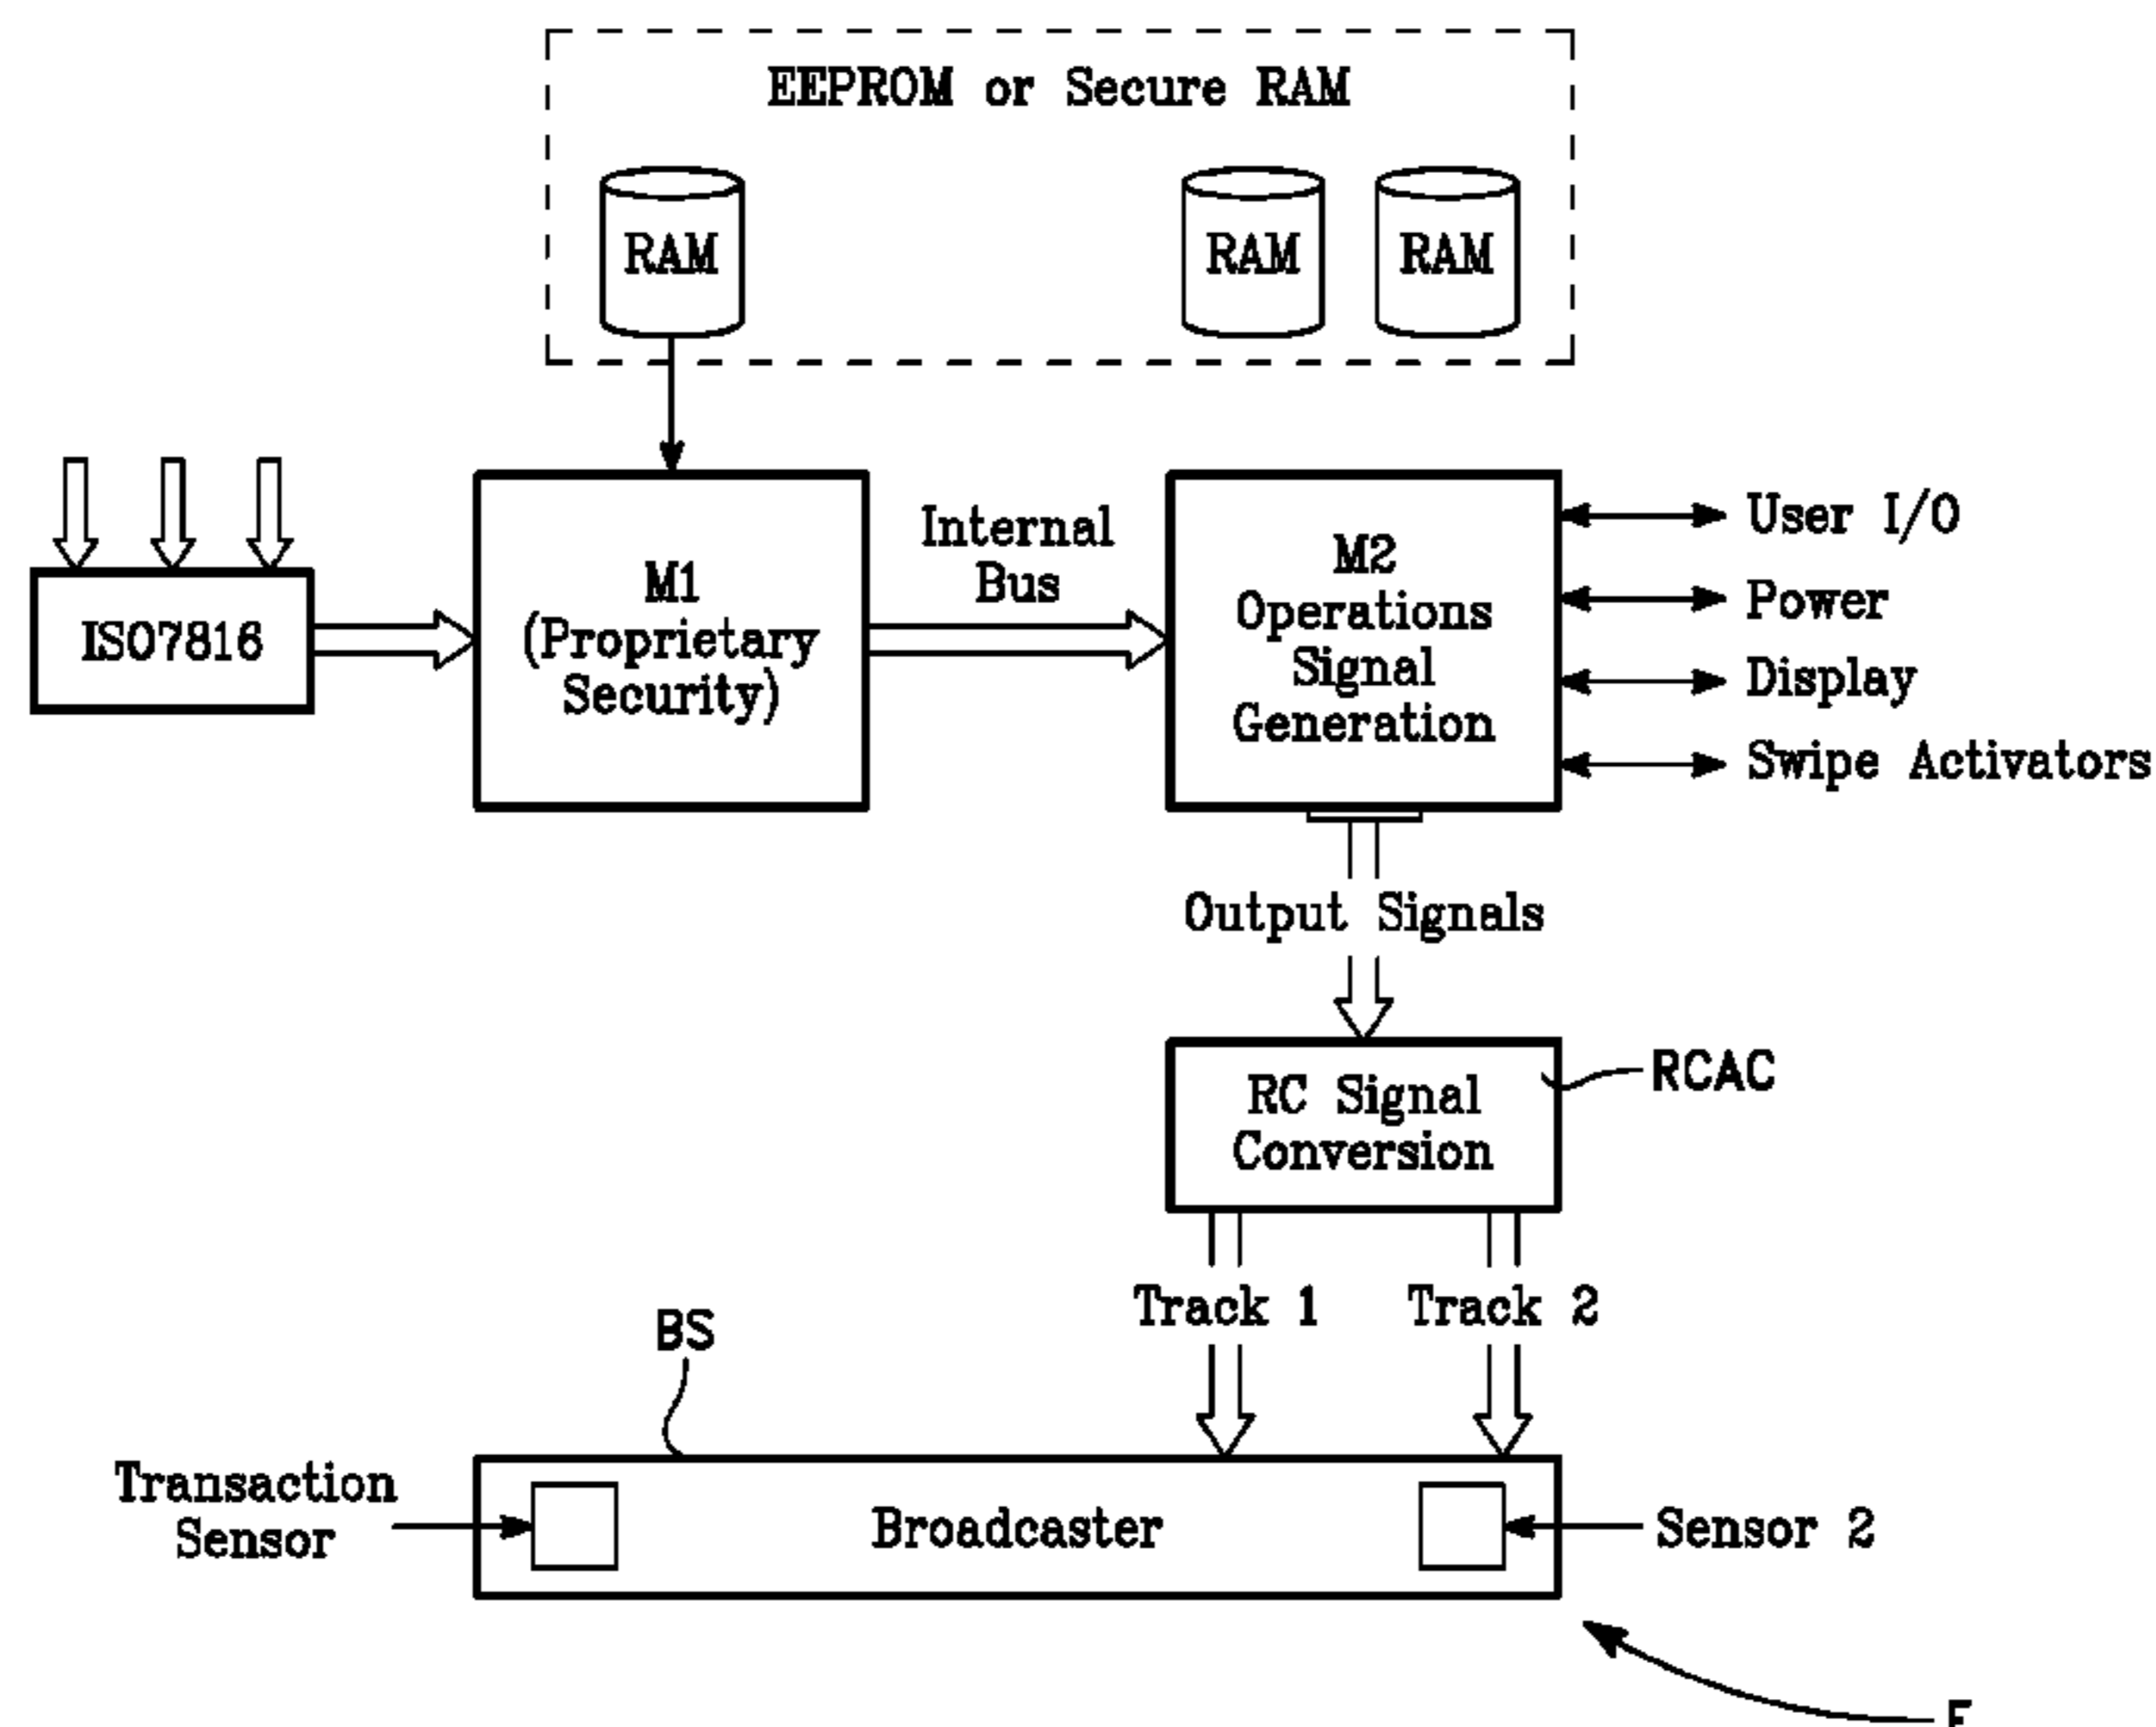 EEPROM or Secure RAM
RAM
RAM
RAM
ISO7816
M1
(Proprietary
Security)
Internal
Bus
M2
Operations
Signal
Generation
User I/O
Power
Display
Swipe Activators
Output Signals
RC Signal
Conversion
RCAC
Track 1
Track 2
BS
Transaction
Sensor
Broadcaster
Sensor 2